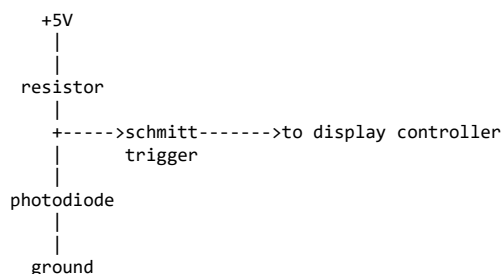 +5V
|
|
resistor
|
+----->schmitt------->to display controller
|      trigger
|
photodiode
|
|
ground